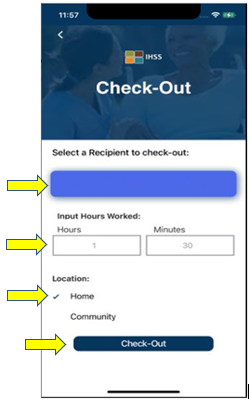 11:57
IHSS
Check-Out
Select a Recipient to check-out:
Input Hours Worked:
Hours Minutes
1 30
Location:
Home
Community
Check-Out